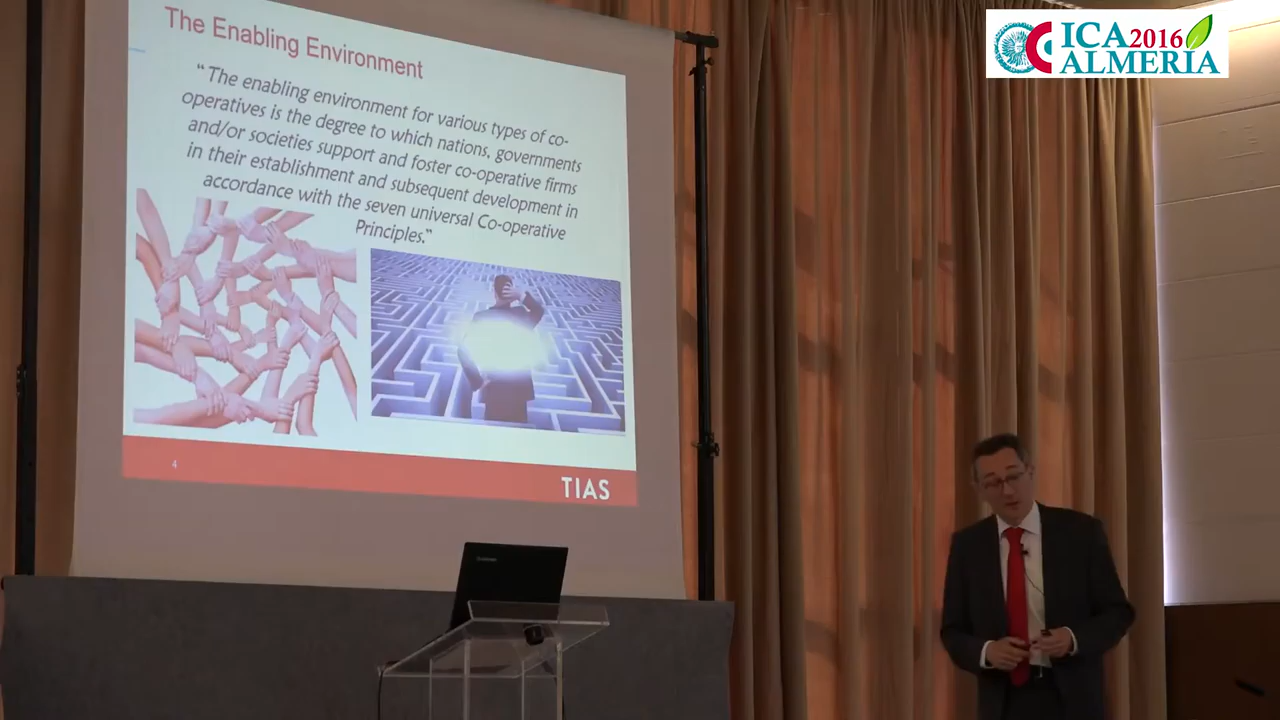 The Enabling Environment
“ The enabling environment for various types of co-
operatives is the degree to which nations, governments
and/or societies support and foster co-operative firms
in their establishment and subsequent development in
accordance with the seven universal Co-operative
Principles.”
4
TIAS
ICA 2016
ALMERIA